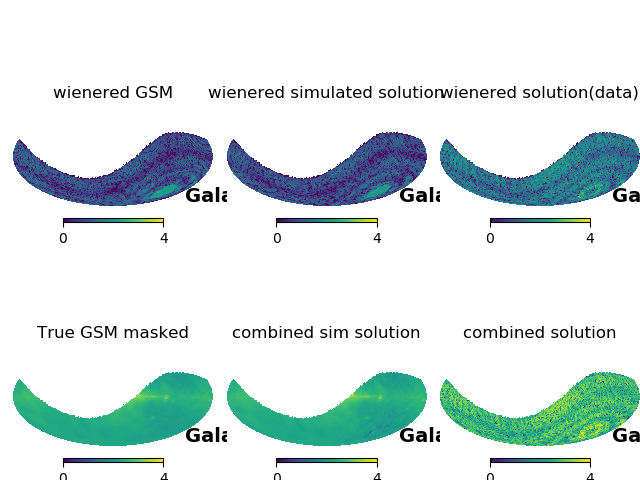 wienered GSM
wienered simulated solution
wienered solution(data)
Gala
Gala
Ga
0 4
0 4
0 4
True GSM masked
combined sim solution
combined solution
Gala
Gala
Ga
0 4
0 4
0 4